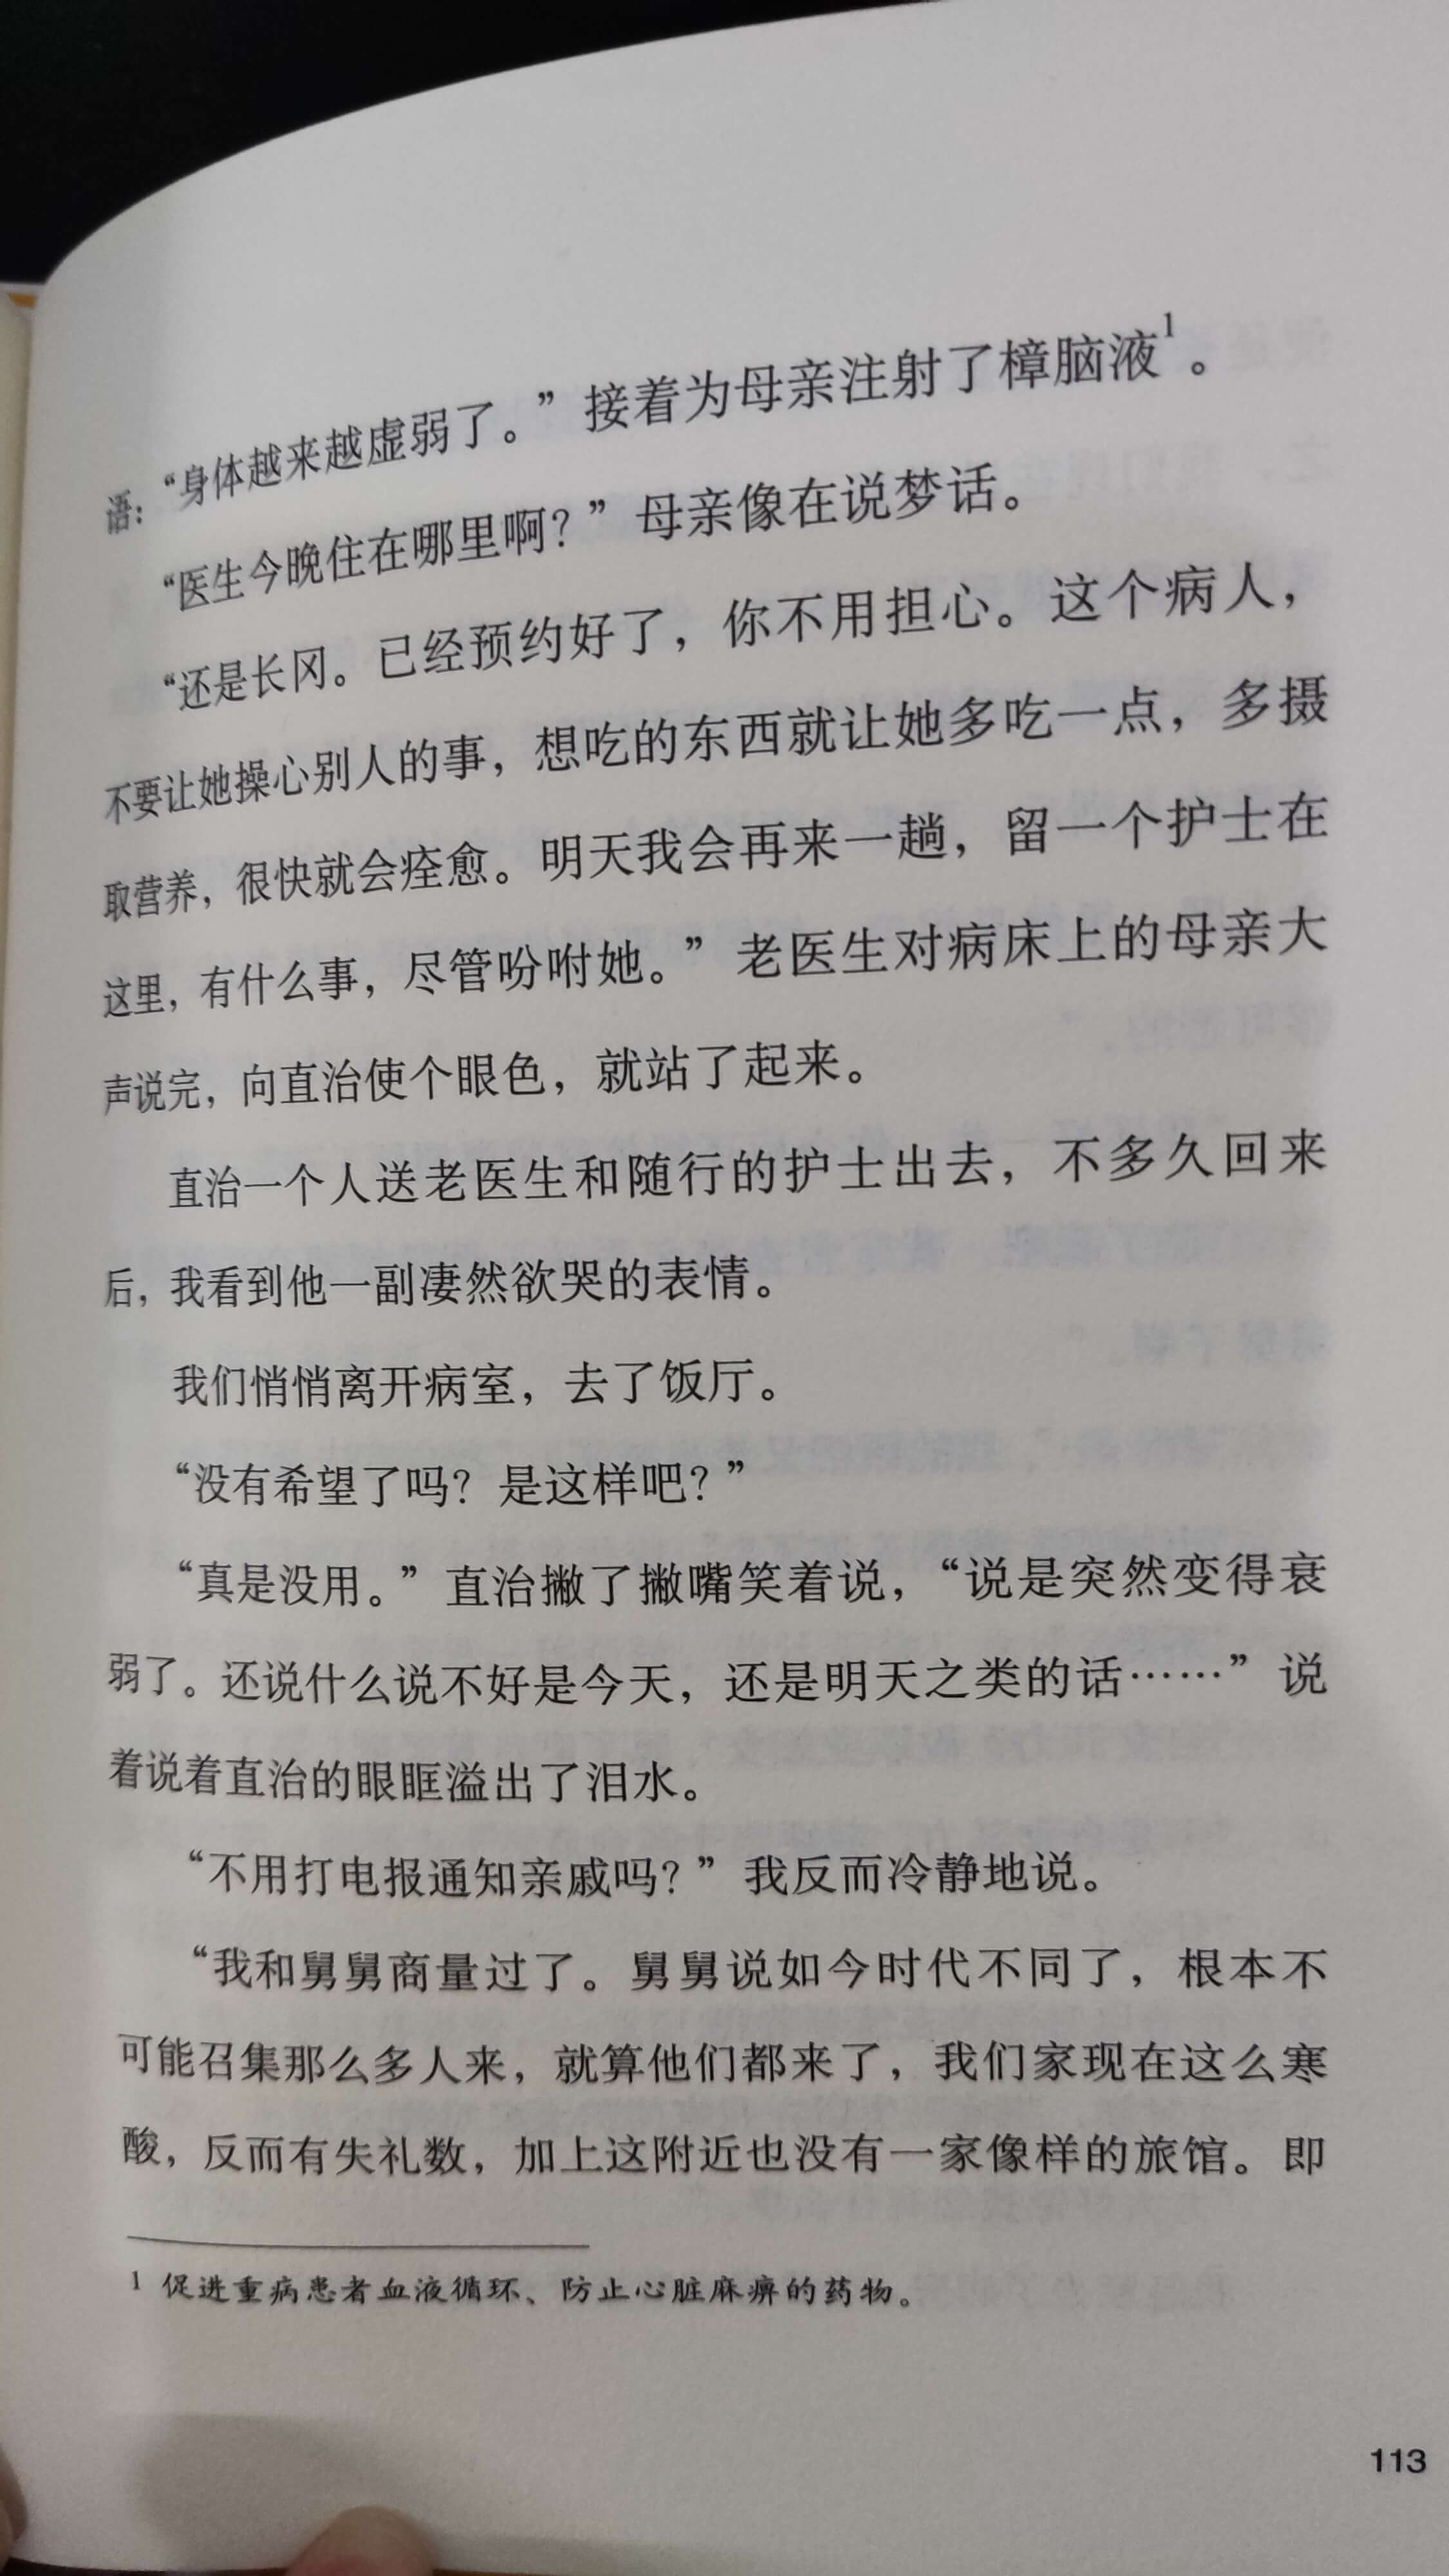 语：“身体越来越虚弱了。”接着为母亲注射了樟脑液1。
“医生今晚住在哪里啊？”母亲像在说梦话。
“还是长冈。已经预约好了，你不用担心。这个病人，
不要让她操心别人的事，想吃的东西就让她多吃一点，多摄
取营养，很快就会痊愈。明天我会再来一趟，留一个护士在
这里，有什么事，尽管吩咐她。”老医生对病床上的母亲大
声说完，向直治使个眼色，就站了起来。
直治一个人送老医生和随行的护士出去，不多久回来
后，我看到他一副凄然欲哭的表情。
我们悄悄离开病室，去了饭厅。
“没有希望了吗？是这样吧？”
“真是没用。”直治撇了撇嘴笑着说，“说是突然变得衰
弱了。还说什么说不好是今天，还是明天之类的话……”说
着说着直治的眼眶溢出了泪水。
“不用打电报通知亲戚吗？”我反而冷静地说。
“我和舅舅商量过了。舅舅说如今时代不同了，根本不
可能召集那么多人来，就算他们都来了，我们家现在这么寒
酸，反而有失礼数，加上这附近也没有一家像样的旅馆。即
1 促进重病患者血液循环、防止心脏麻痹的药物。
113